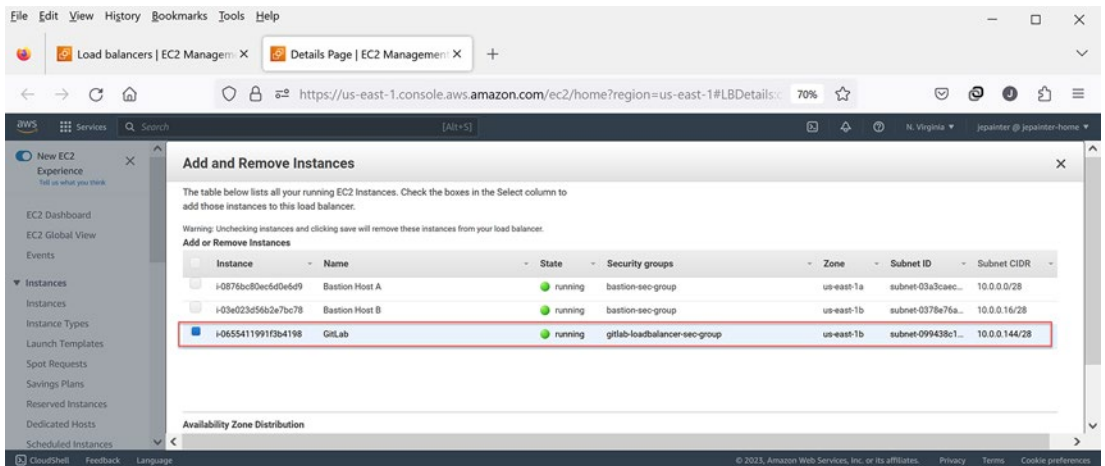 File Edit View History Bookmarks Tools Help
Load balancers | EC2 Managem
Details Page | EC2 Management
https://us-east-1.console.aws.amazon.com/ec2/home?region=us-east-1#LBDetails:
70%
aws Services Search [Alt+S] N. Virginia jepainter @ jepainter-home
New EC2
Experience
Tell us what you think
EC2 Dashboard
EC2 Global View
Events
Instances
Instances
Instance Types
Launch Templates
Spot Requests
Savings Plans
Reserved Instances
Dedicated Hosts
Scheduled Instances
Add and Remove Instances
The table below lists all your running EC2 Instances. Check the boxes in the Select column to
add those instances to this load balancer.
Warning: Unchecking instances and clicking save will remove these instances from your load balancer.
Add or Remove Instances
Instance Name State Security groups Zone Subnet ID Subnet CIDR
i-0876bc80ec6d0e6d9 Bastion Host A running bastion-sec-group us-east-1a subnet-03a3caec... 10.0.0.0/28
i-03e023d56b2e7bc78 Bastion Host B running bastion-sec-group us-east-1b subnet-0378e76a... 10.0.0.16/28
i-0655411991f3b4198 GitLab running gitlab-loadbalancer-sec-group us-east-1b subnet-099438c1... 10.0.0.144/28
Availability Zone Distribution
CloudShell Feedback Language © 2023, Amazon Web Services, Inc. or its affiliates. Privacy Terms Cookie preferences